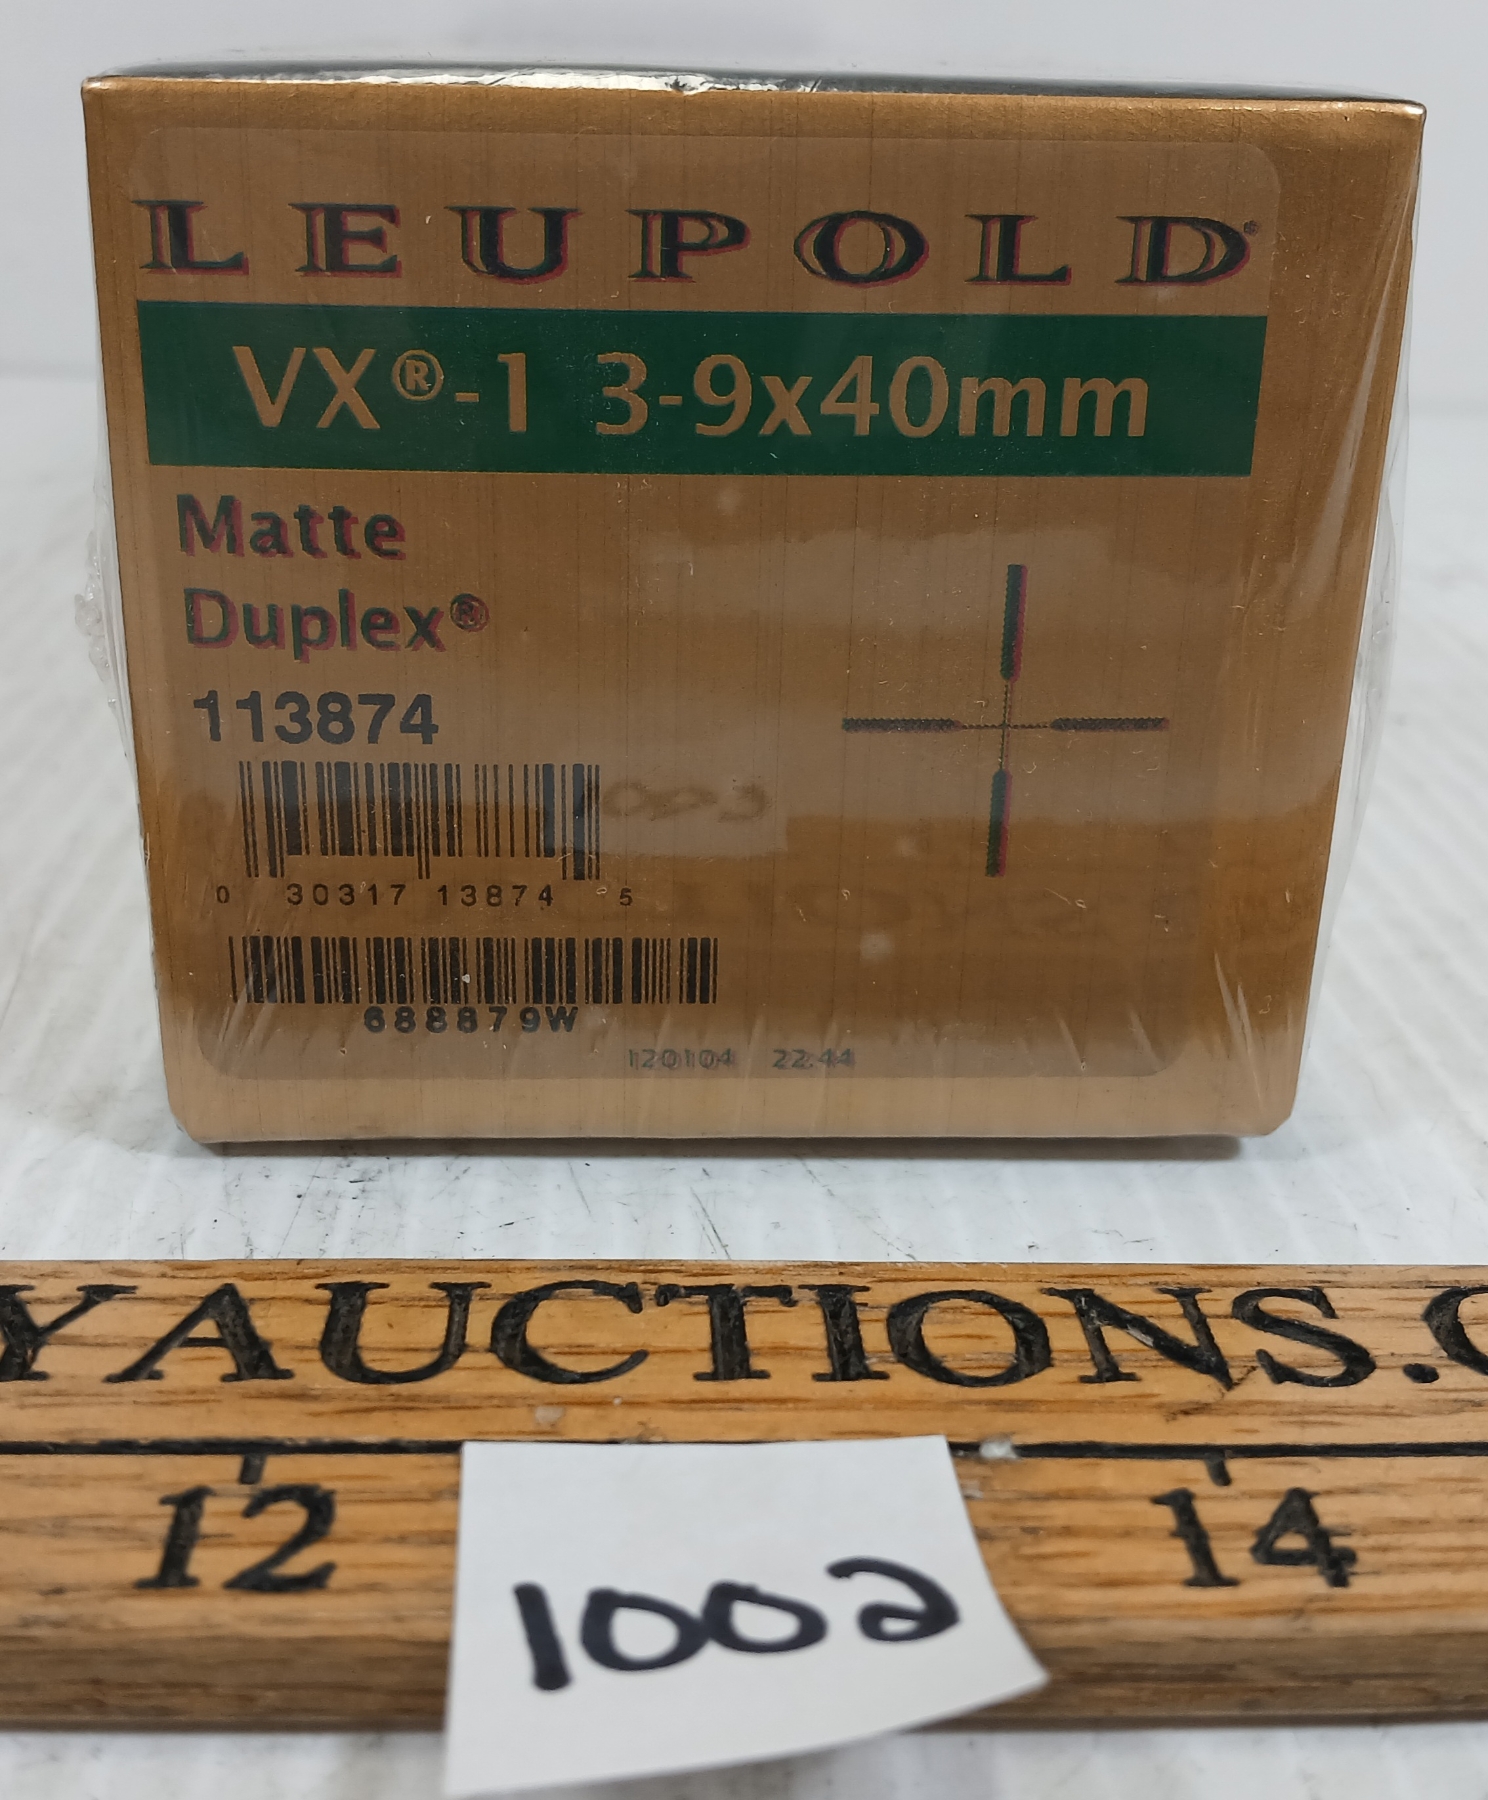 LEUPOLD®
VX®-1 3-9x40mm
Matte
Duplex®
113874
0 30317 13874 5
688879W
120104 22:44
YAUCTIONS.C
12 14
1002